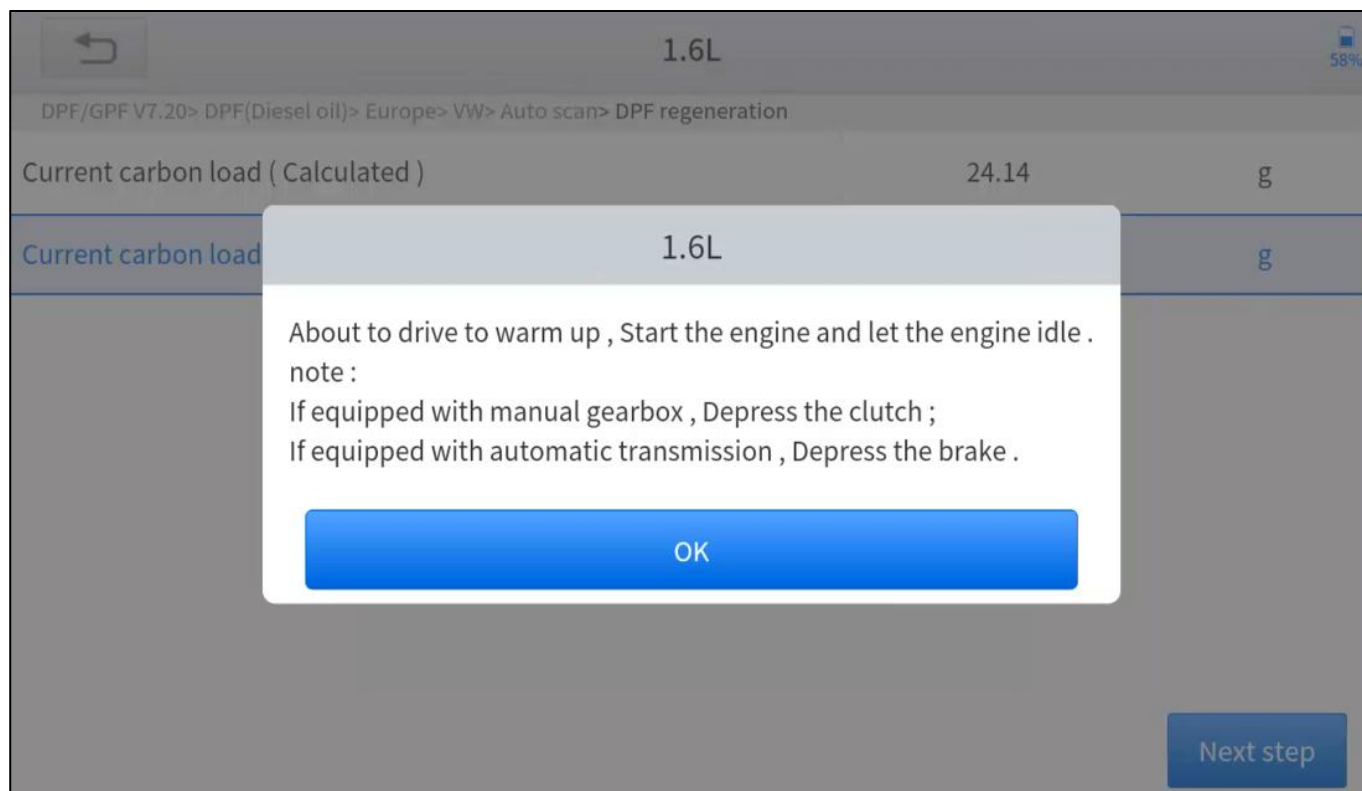 1.6L
58%
DPF/GPF V7.20> DPF(Diesel oil)> Europe> VW> Auto scan> DPF regeneration
Current carbon load ( Calculated ) 24.14 g
Current carbon load g
1.6L
About to drive to warm up , Start the engine and let the engine idle .
note :
If equipped with manual gearbox , Depress the clutch ;
If equipped with automatic transmission , Depress the brake .
OK
Next step